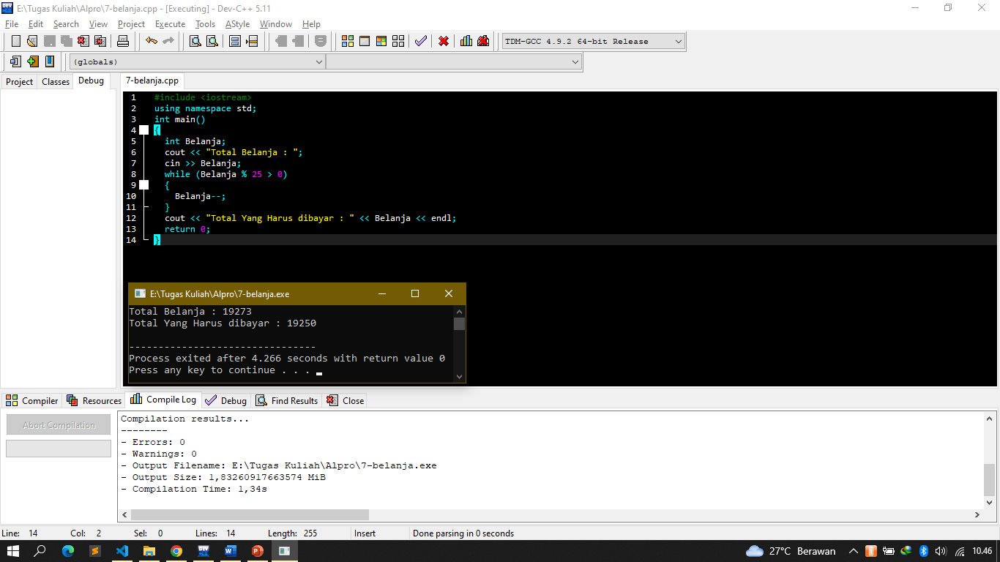 E:\Tugas Kuliah\Alpro\7-belanja.cpp - [Executing] - Dev-C++ 5.11
File Edit Search View Project Execute Tools AStyle Window Help
TDM-GCC 4.9.2 64-bit Release
(globals)
Project Classes Debug 7-belanja.cpp
1 #include <iostream>
2 using namespace std;
3 int main()
4 {
5 int Belanja;
6 cout << "Total Belanja : ";
7 cin >> Belanja;
8 while (Belanja % 25 > 0)
9 {
10 Belanja--;
11 }
12 cout << "Total Yang Harus dibayar : " << Belanja << endl;
13 return 0;
14 }
E:\Tugas Kuliah\Alpro\7-belanja.exe
Total Belanja : 19273
Total Yang Harus dibayar : 19250
--------------------------------
Process exited after 4.266 seconds with return value 0
Press any key to continue . . .
Compiler Resources Compile Log Debug Find Results Close
Abort Compilation
Compilation results...
--------
- Errors: 0
- Warnings: 0
- Output Filename: E:\Tugas Kuliah\Alpro\7-belanja.exe
- Output Size: 1,83260917663574 MiB
- Compilation Time: 1,34s
Line: 14 Col: 2 Sel: 0 Lines: 14 Length: 255 Insert Done parsing in 0 seconds
27°C Berawan 10.46